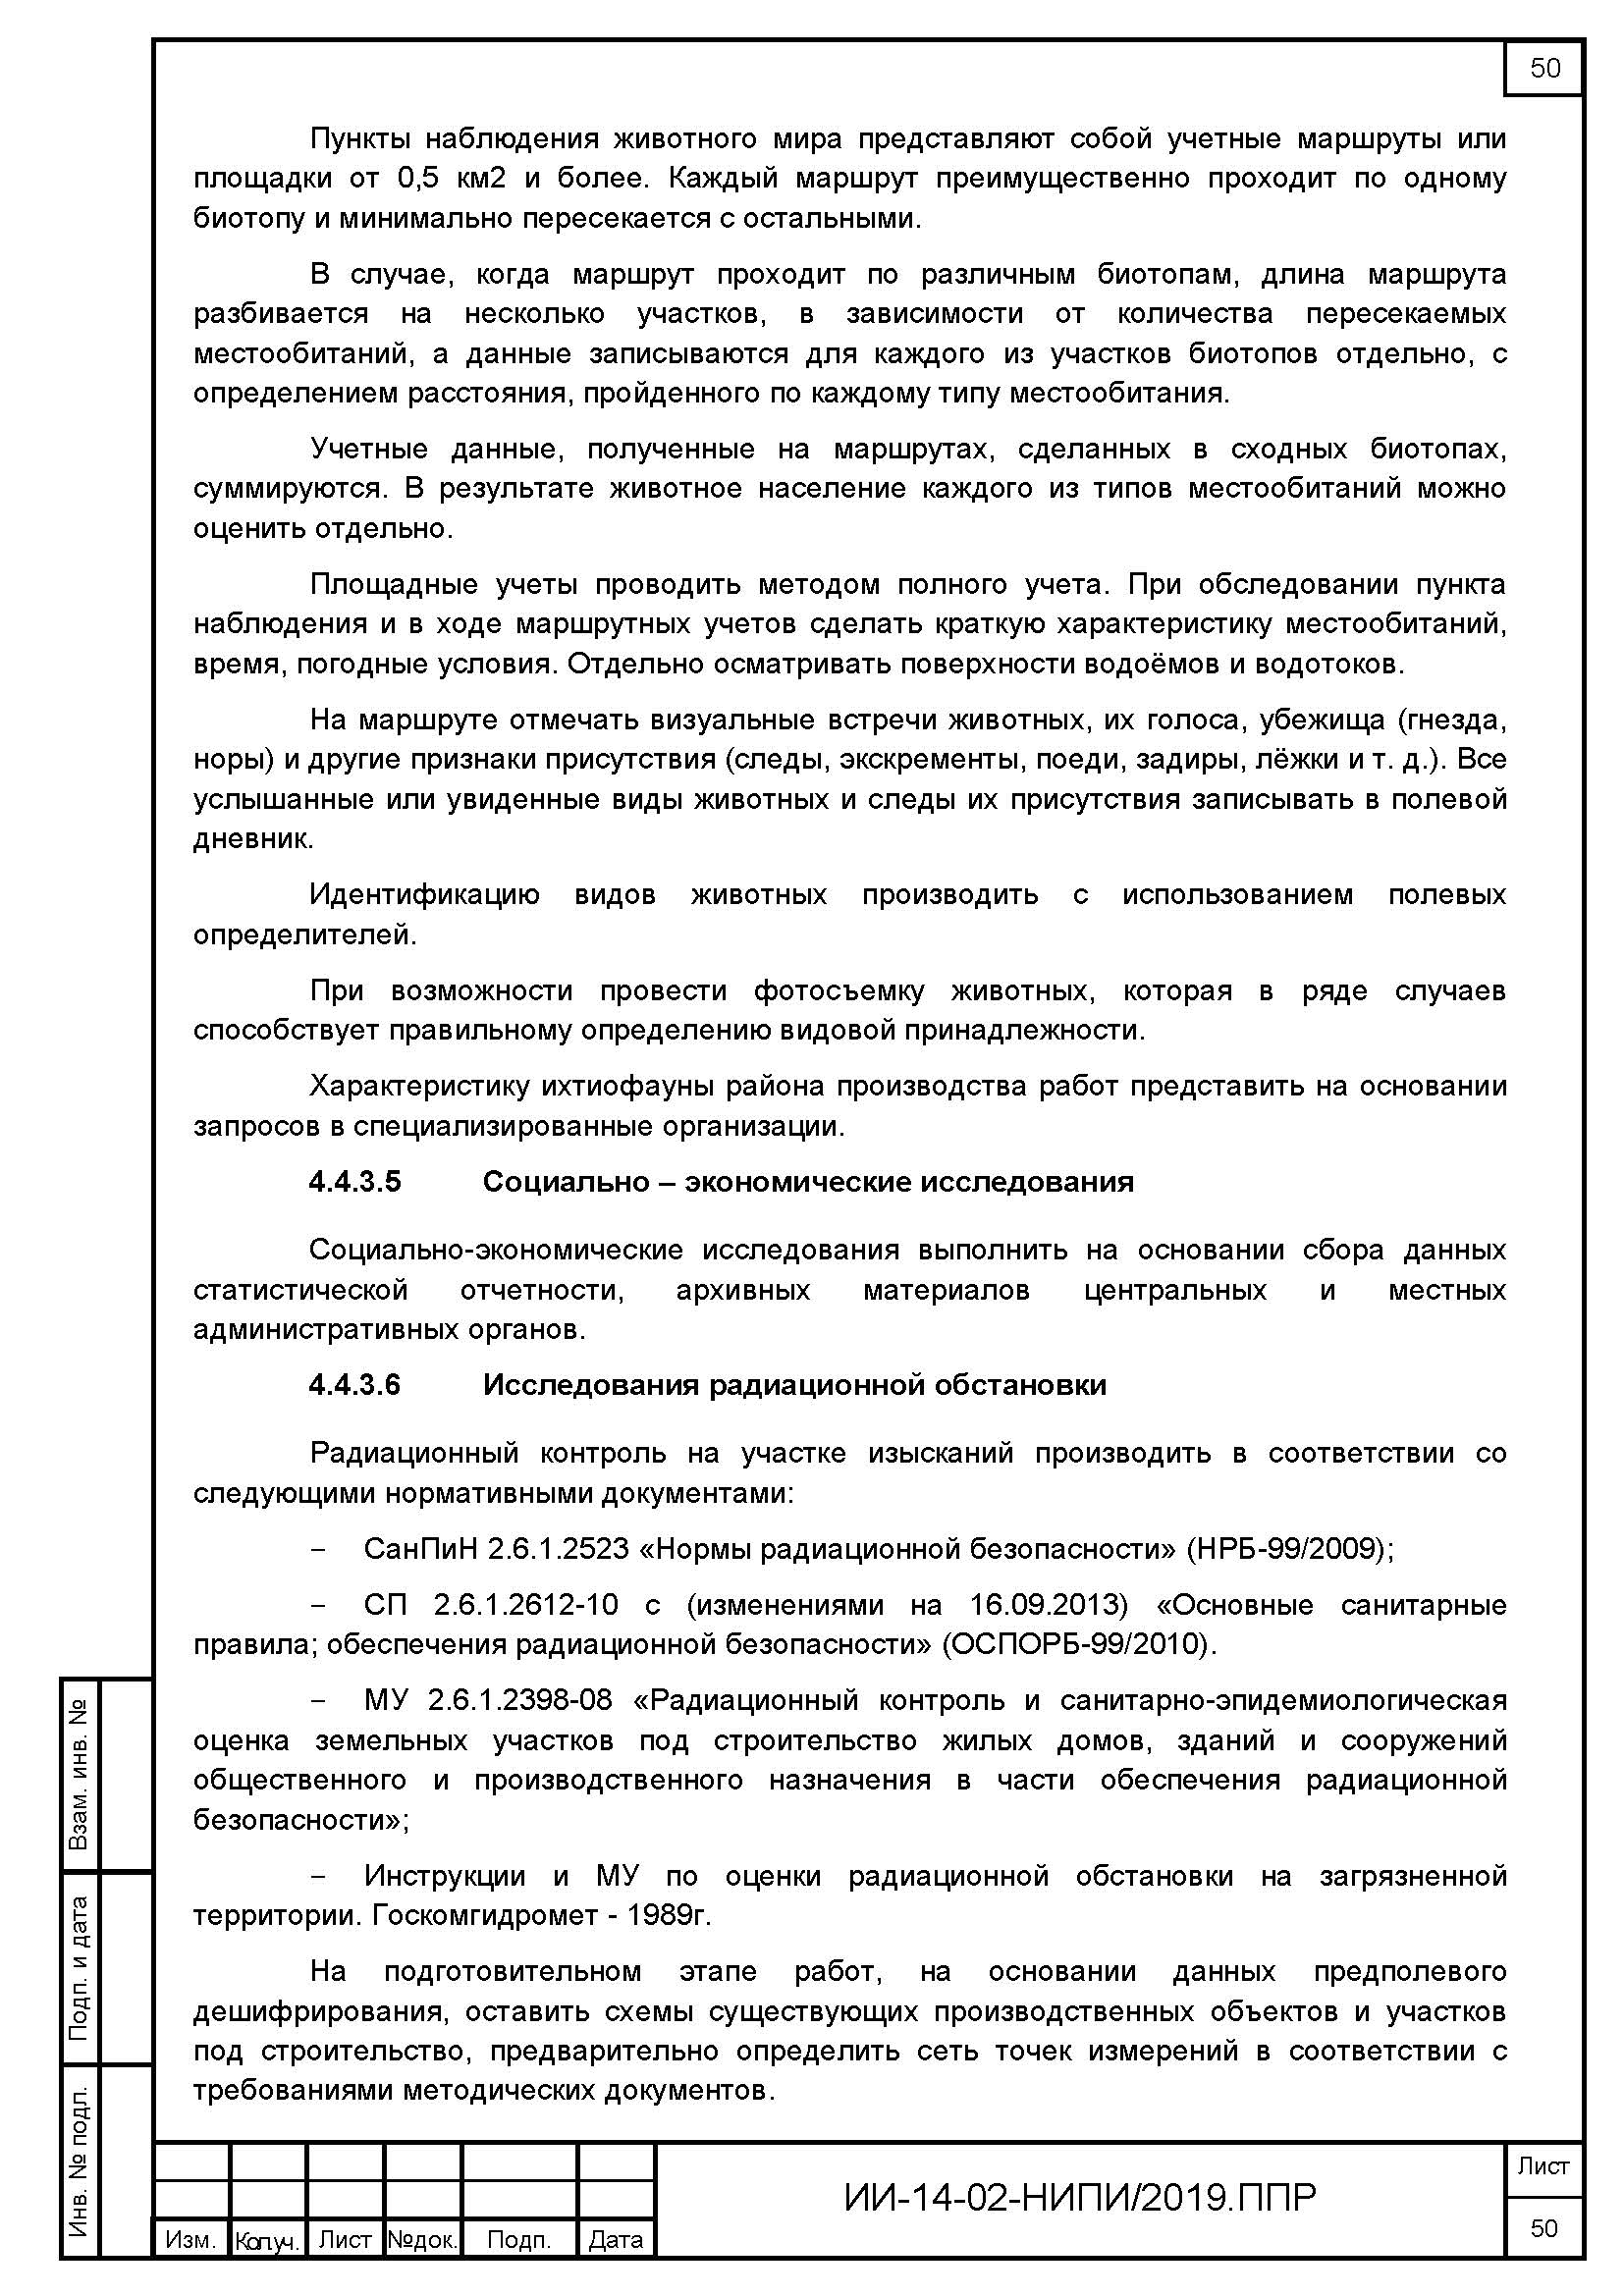 50
Пункты наблюдения животного мира представляют собой учетные маршруты или
площадки от 0,5 км2 и более. Каждый маршрут преимущественно проходит по одному
биотопу и минимально пересекается с остальными.
В случае, когда маршрут проходит по различным биотопам, длина маршрута
разбивается на несколько участков, в зависимости от количества пересекаемых
местообитаний, а данные записываются для каждого из участков биотопов отдельно, с
определением расстояния, пройденного по каждому типу местообитания.
Учетные данные, полученные на маршрутах, сделанных в сходных биотопах,
суммируются. В результате животное население каждого из типов местообитаний можно
оценить отдельно.
Площадные учеты проводить методом полного учета. При обследовании пункта
наблюдения и в ходе маршрутных учетов сделать краткую характеристику местообитаний,
время, погодные условия. Отдельно осматривать поверхности водоёмов и водотоков.
На маршруте отмечать визуальные встречи животных, их голоса, убежища (гнезда,
норы) и другие признаки присутствия (следы, экскременты, поеди, задиры, лёжки и т. д.). Все
услышанные или увиденные виды животных и следы их присутствия записывать в полевой
дневник.
Идентификацию видов животных производить с использованием полевых
определителей.
При возможности провести фотосъемку животных, которая в ряде случаев
способствует правильному определению видовой принадлежности.
Характеристику ихтиофауны района производства работ представить на основании
запросов в специализированные организации.
4.4.3.5 Социально – экономические исследования
Социально-экономические исследования выполнить на основании сбора данных
статистической отчетности, архивных материалов центральных и местных
административных органов.
4.4.3.6 Исследования радиационной обстановки
Радиационный контроль на участке изысканий производить в соответствии со
следующими нормативными документами:
– СанПиН 2.6.1.2523 «Нормы радиационной безопасности» (НРБ-99/2009);
– СП 2.6.1.2612-10 с (изменениями на 16.09.2013) «Основные санитарные
правила; обеспечения радиационной безопасности» (ОСПОРБ-99/2010).
– МУ 2.6.1.2398-08 «Радиационный контроль и санитарно-эпидемиологическая
оценка земельных участков под строительство жилых домов, зданий и сооружений
общественного и производственного назначения в части обеспечения радиационной
безопасности»;
– Инструкции и МУ по оценки радиационной обстановки на загрязненной
территории. Госкомгидромет - 1989г.
На подготовительном этапе работ, на основании данных предполевого
дешифрирования, оставить схемы существующих производственных объектов и участков
под строительство, предварительно определить сеть точек измерений в соответствии с
требованиями методических документов.
Взам. инв. №
Подп. и дата
Инв. № подл.
Изм. Кол.уч. Лист №док. Подп. Дата
ИИ-14-02-НИПИ/2019.ППР
Лист
50